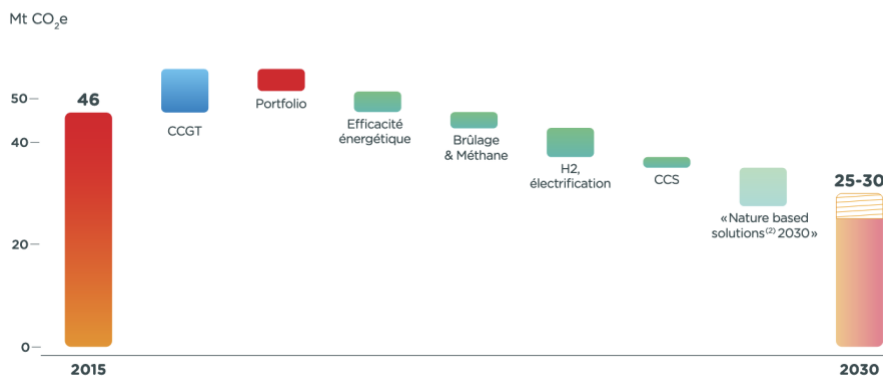 Mt CO₂e
50
40
20
0
46
CCGT
Portfolio
Efficacité
énergétique
Brûlage
& Méthane
H2,
électrification
CCS
«Nature based
solutions⁽²⁾ 2030»
25-30
2015
2030